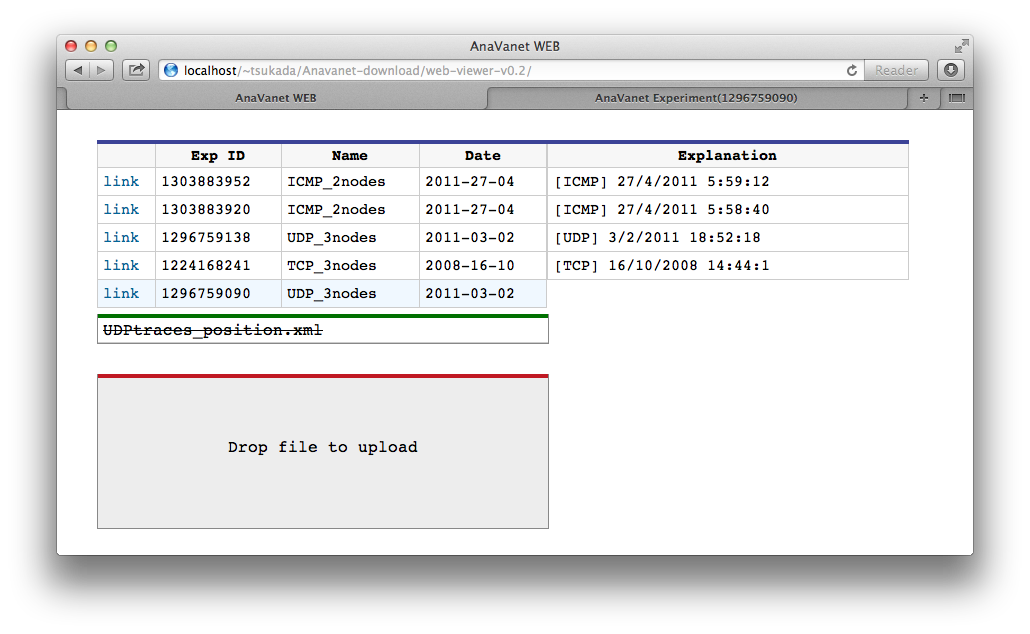 AnaVanet WEB
localhost/~tsukada/Anavanet-download/web-viewer-v0.2/ Reader
AnaVanet WEB AnaVanet Experiment(1296759090) +
Exp ID Name Date Explanation
link 1303883952 ICMP_2nodes 2011-27-04 [ICMP] 27/4/2011 5:59:12
link 1303883920 ICMP_2nodes 2011-27-04 [ICMP] 27/4/2011 5:58:40
link 1296759138 UDP_3nodes 2011-03-02 [UDP] 3/2/2011 18:52:18
link 1224168241 TCP_3nodes 2008-16-10 [TCP] 16/10/2008 14:44:1
link 1296759090 UDP_3nodes 2011-03-02
UDPtraces_position.xml
Drop file to upload